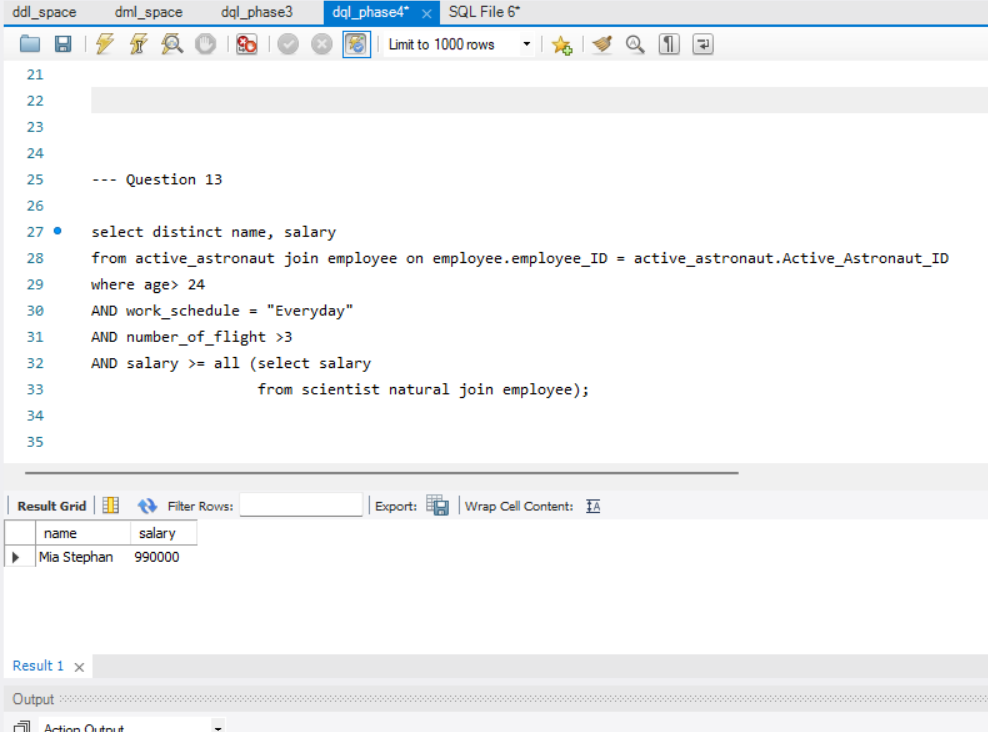 ddl_space dml_space dql_phase3 dql_phase4* × SQL File 6*
Limit to 1000 rows
21
22
23
24
25 --- Question 13
26
27 select distinct name, salary
28 from active_astronaut join employee on employee.employee_ID = active_astronaut.Active_Astronaut_ID
29 where age> 24
30 AND work_schedule = "Everyday"
31 AND number_of_flight >3
32 AND salary >= all (select salary
33 from scientist natural join employee);
34
35
Result Grid Filter Rows: Export: Wrap Cell Content: IA
name salary
Mia Stephan 990000
Result 1 ×
Output
Action Output